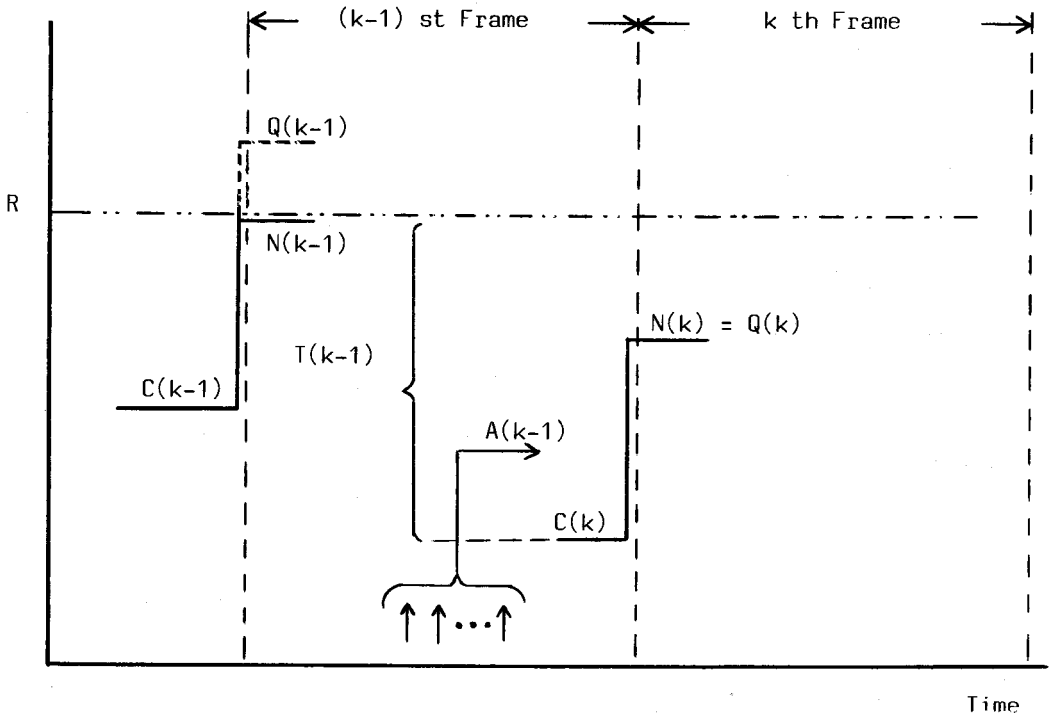 (k-1) st Frame
k th Frame
Q(k-1)
R
N(k-1)
N(k) = Q(k)
T(k-1)
C(k-1)
A(k-1)
C(k)
Time